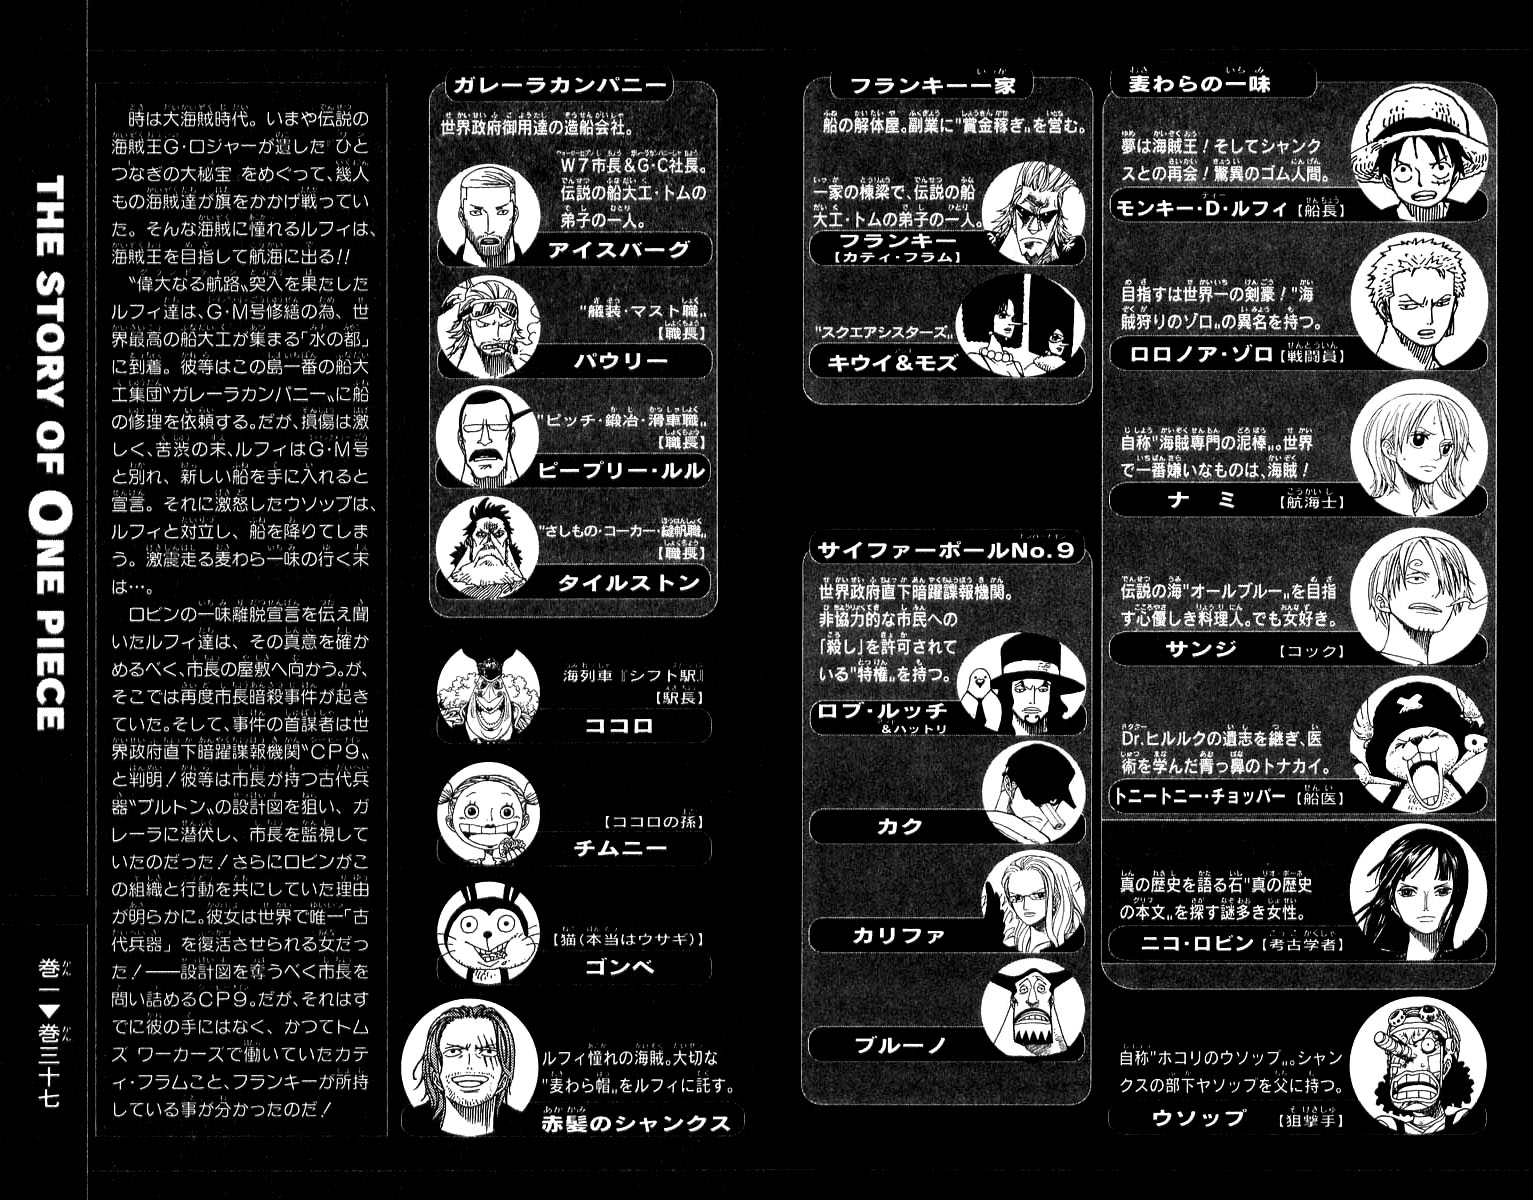 麦わらの一味
夢は海賊王！そしてシャンク
スとの再会！驚異のゴム人間。
モンキー・D・ルフィ【船長】
目指すは世界一の剣豪！"海
賊狩りのゾロ"の異名を持つ。
ロロノア・ゾロ【戦闘員】
自称"海賊専門の泥棒"。世界
で一番嫌いなものは、海賊！
ナミ【航海士】
伝説の海"オールブルー"を目指
す心優しき料理人。でも女好き。
サンジ【コック】
Dr.ヒルルクの遺志を継ぎ、医
術を学んだ青っ鼻のトナカイ。
トニートニー・チョッパー【船医】
真の歴史を語る石"真の歴史
の本文"を探す謎多き女性。
ニコ・ロビン【考古学者】
自称"ホコリのウソップ"。シャン
クスの部下ヤソップを父に持つ。
ウソップ【狙撃手】
フランキー一家
船の解体屋。副業に"賞金稼ぎ"を営む。
一家の棟梁で、伝説の船
大工・トムの弟子の一人。
フランキー
【カティ・フラム】
"スクエアシスターズ"
キウイ＆モズ
サイファーポールNo.9
世界政府直下暗躍諜報機関。
非協力的な市民への
「殺し」を許可されて
いる"特権"を持つ。
ロブ・ルッチ
＆ハットリ
カク
カリファ
ブルーノ
ガレーラカンパニー
世界政府御用達の造船会社。
W7市長＆G・C社長。
伝説の船大工・トムの
弟子の一人。
アイスバーグ
"艤装・マスト職"
【職長】
パウリー
"ピッチ・鍛冶・滑車職"
【職長】
ピープリー・ルル
"さしもの・コーカー・縫帆職"
【職長】
タイルストン
海列車『シフト駅』
【駅長】
ココロ
【ココロの孫】
チムニー
【猫（本当はウサギ）】
ゴンベ
ルフィ憧れの海賊。大切な
"麦わら帽"をルフィに託す。
赤髪のシャンクス
時は大海賊時代。いまや伝説の
海賊王G・ロジャーが遺した"ひと
つなぎの大秘宝"をめぐって、幾人
もの海賊達が旗をかかげ戦ってい
た。そんな海賊に憧れるルフィは、
海賊王を目指して航海に出る！！
"偉大なる航路"突入を果たした
ルフィ達は、G・M号修繕の為、世
界最高の船大工が集まる「水の都」
に到着。彼等はこの島一番の船大
工集団"ガレーラカンパニー"に船
の修理を依頼する。だが、損傷は激
しく、苦渋の末、ルフィはG・M号
と別れ、新しい船を手に入れると
宣言。それに激怒したウソップは、
ルフィと対立し、船を降りてしま
う。激震走る麦わら一味の行く末
は…。
ロビンの一味離脱宣言を伝え聞
いたルフィ達は、その真意を確か
めるべく、市長の屋敷へ向かう。が、
そこでは再度市長暗殺事件が起き
ていた。そして、事件の首謀者は世
界政府直下暗躍諜報機関"CP9"
と判明！彼等は市長が持つ古代兵
器"プルトン"の設計図を狙い、ガ
レーラに潜伏し、市長を監視して
いたのだった！さらにロビンがこ
の組織と行動を共にしていた理由
が明らかに。彼女は世界で唯一「古
代兵器」を復活させられる女だっ
た！――設計図を奪うべく市長を
問い詰めるCP9。だが、それはす
でに彼の手にはなく、かつてトム
ズ ワーカーズで働いていたカテ
ィ・フラムこと、フランキーが所持
している事が分かったのだ！
THE STORY OF ONE PIECE
巻一▶巻三十七